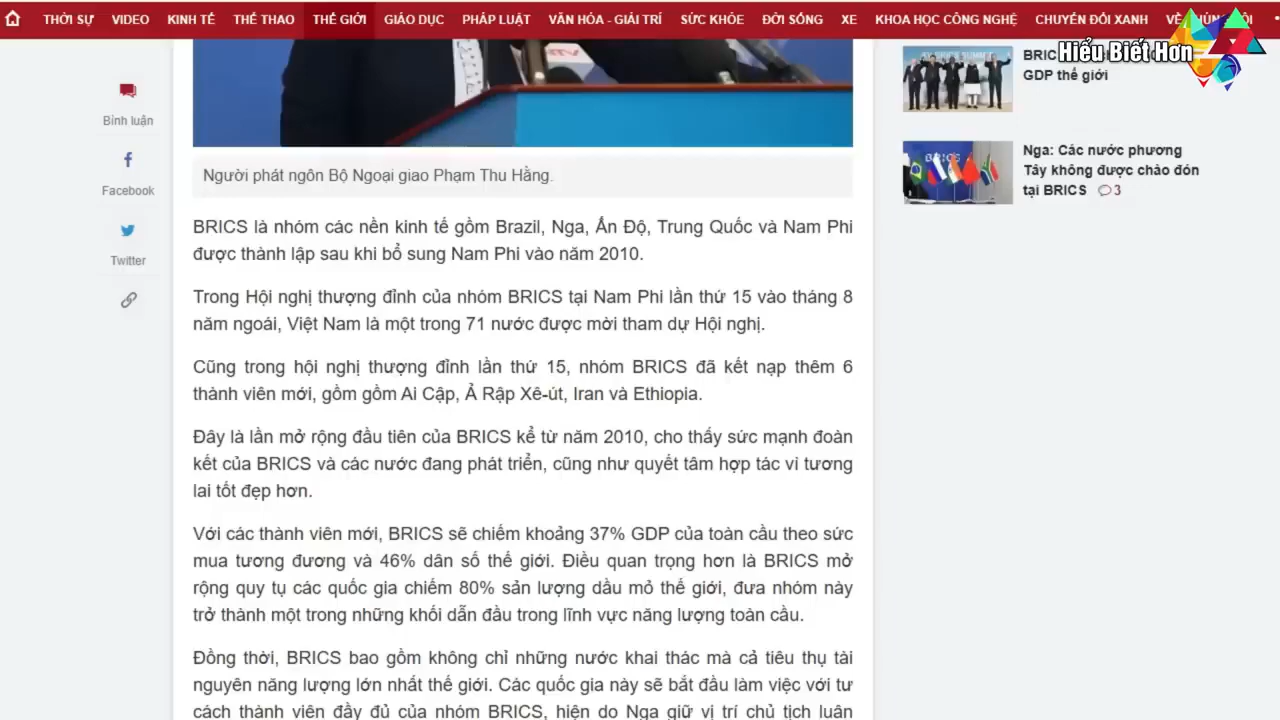 THỜI SỰ VIDEO KINH TẾ THỂ THAO THẾ GIỚI GIÁO DỤC PHÁP LUẬT VĂN HÓA - GIẢI TRÍ SỨC KHỎE ĐỜI SỐNG XE KHOA HỌC CÔNG NGHỆ CHUYỂN ĐỔI XANH
Hiểu Biết Hơn
Bình luận
Facebook
Twitter
Người phát ngôn Bộ Ngoại giao Phạm Thu Hằng.
BRICS là nhóm các nền kinh tế gồm Brazil, Nga, Ấn Độ, Trung Quốc và Nam Phi
được thành lập sau khi bổ sung Nam Phi vào năm 2010.
Trong Hội nghị thượng đỉnh của nhóm BRICS tại Nam Phi lần thứ 15 vào tháng 8
năm ngoái, Việt Nam là một trong 71 nước được mời tham dự Hội nghị.
Cũng trong hội nghị thượng đỉnh lần thứ 15, nhóm BRICS đã kết nạp thêm 6
thành viên mới, gồm gồm Ai Cập, Ả Rập Xê-út, Iran và Ethiopia.
Đây là lần mở rộng đầu tiên của BRICS kể từ năm 2010, cho thấy sức mạnh đoàn
kết của BRICS và các nước đang phát triển, cũng như quyết tâm hợp tác vì tương
lai tốt đẹp hơn.
Với các thành viên mới, BRICS sẽ chiếm khoảng 37% GDP của toàn cầu theo sức
mua tương đương và 46% dân số thế giới. Điều quan trọng hơn là BRICS mở
rộng quy tụ các quốc gia chiếm 80% sản lượng dầu mỏ thế giới, đưa nhóm này
trở thành một trong những khối dẫn đầu trong lĩnh vực năng lượng toàn cầu.
Đồng thời, BRICS bao gồm không chỉ những nước khai thác mà cả tiêu thụ tài
nguyên năng lượng lớn nhất thế giới. Các quốc gia này sẽ bắt đầu làm việc với tư
cách thành viên đầy đủ của nhóm BRICS, hiện do Nga giữ vị trí chủ tịch luân
GDP thế giới
Nga: Các nước phương
Tây không được chào đón
tại BRICS 3